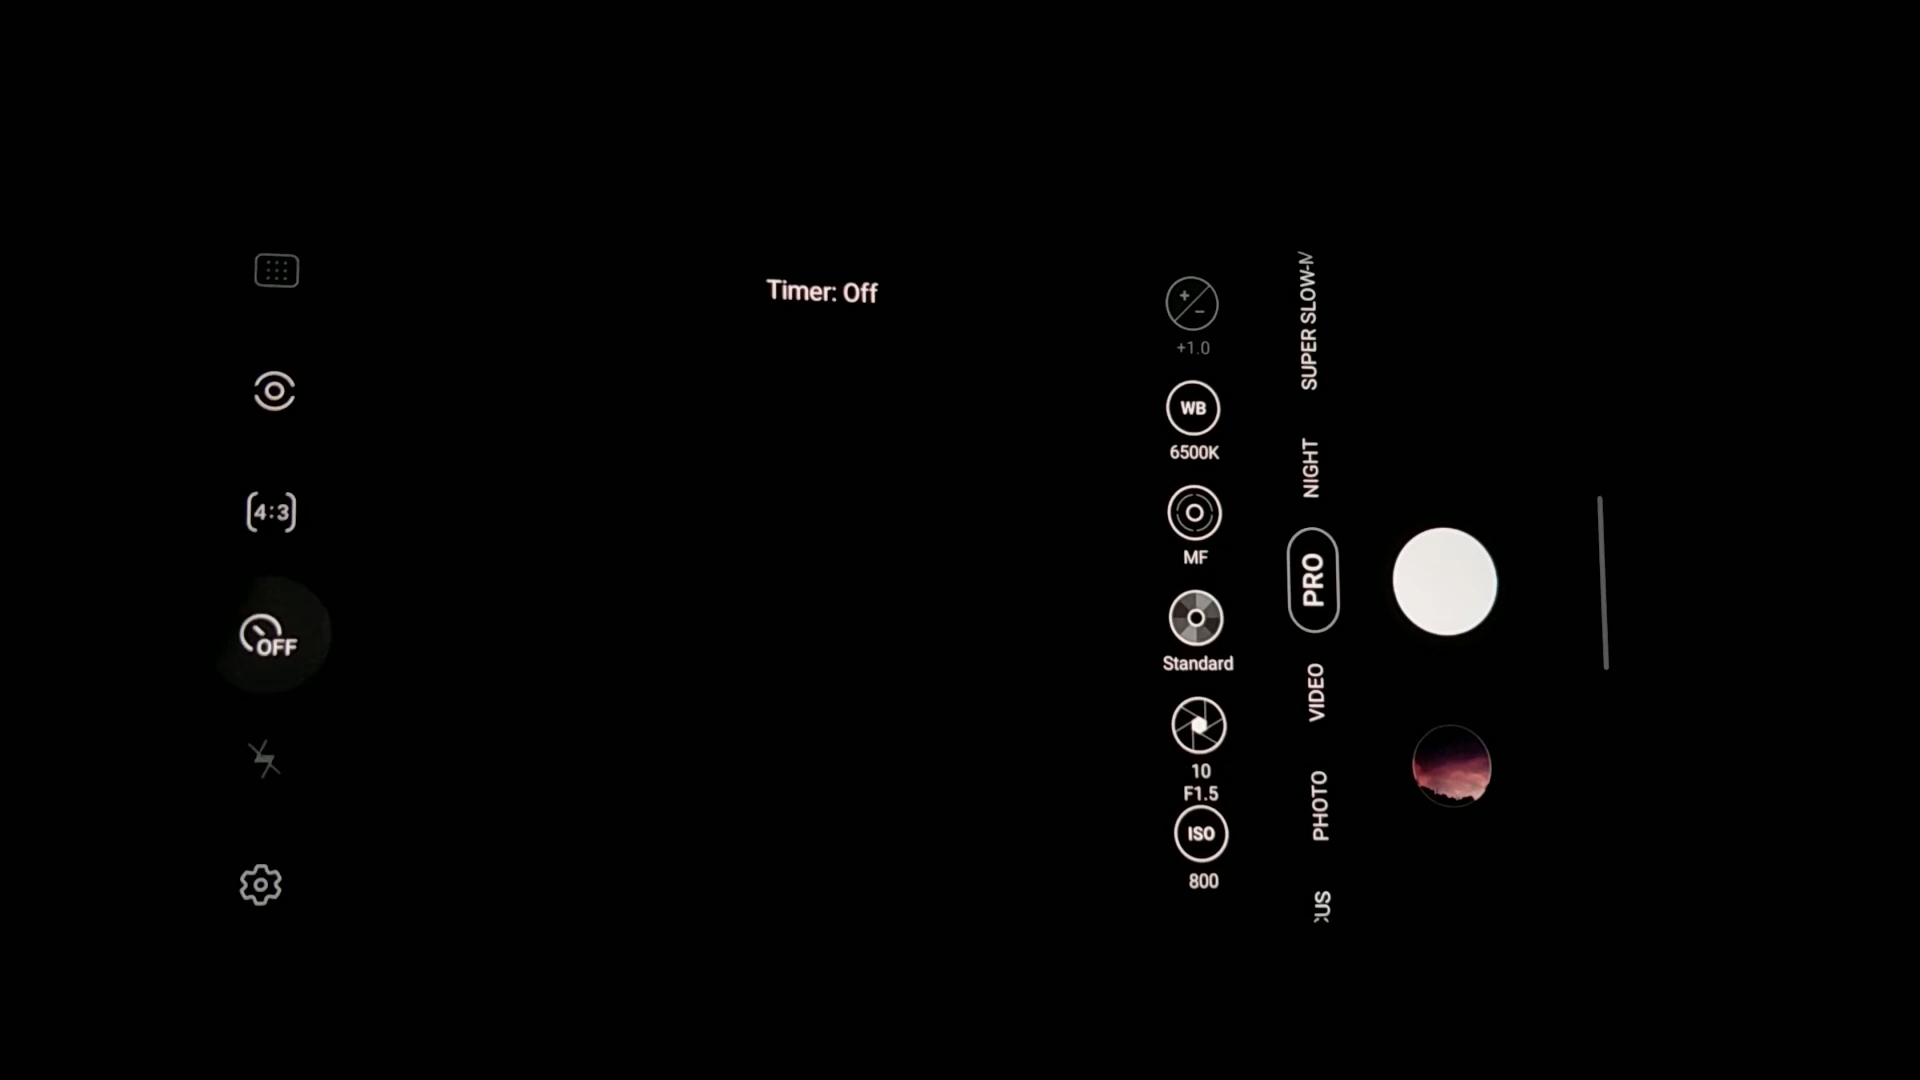 Timer: Off
4:3
OFF
+1.0
WB
6500K
MF
Standard
10
F1.5
ISO
800
SUPER SLOW-M
NIGHT
PRO
VIDEO
PHOTO
CUS